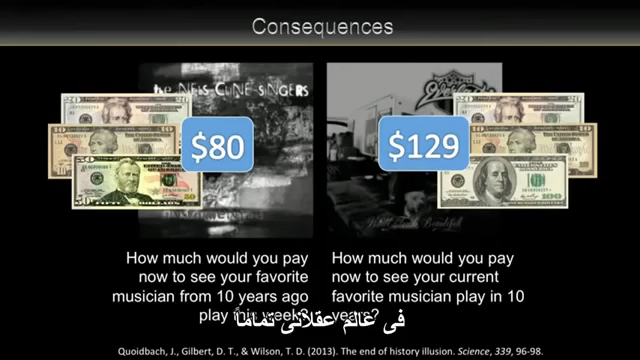 Consequences
the NELS CLINE SINGERS
$80
$129
How much would you pay
now to see your favorite
musician from 10 years ago
play this week?
How much would you pay
now to see your current
favorite musician play in 10
years?
فى عالم عقلانى تماما
Quoidbach, J., Gilbert, D. T., & Wilson, T. D. (2013). The end of history illusion. Science, 339, 96-98.